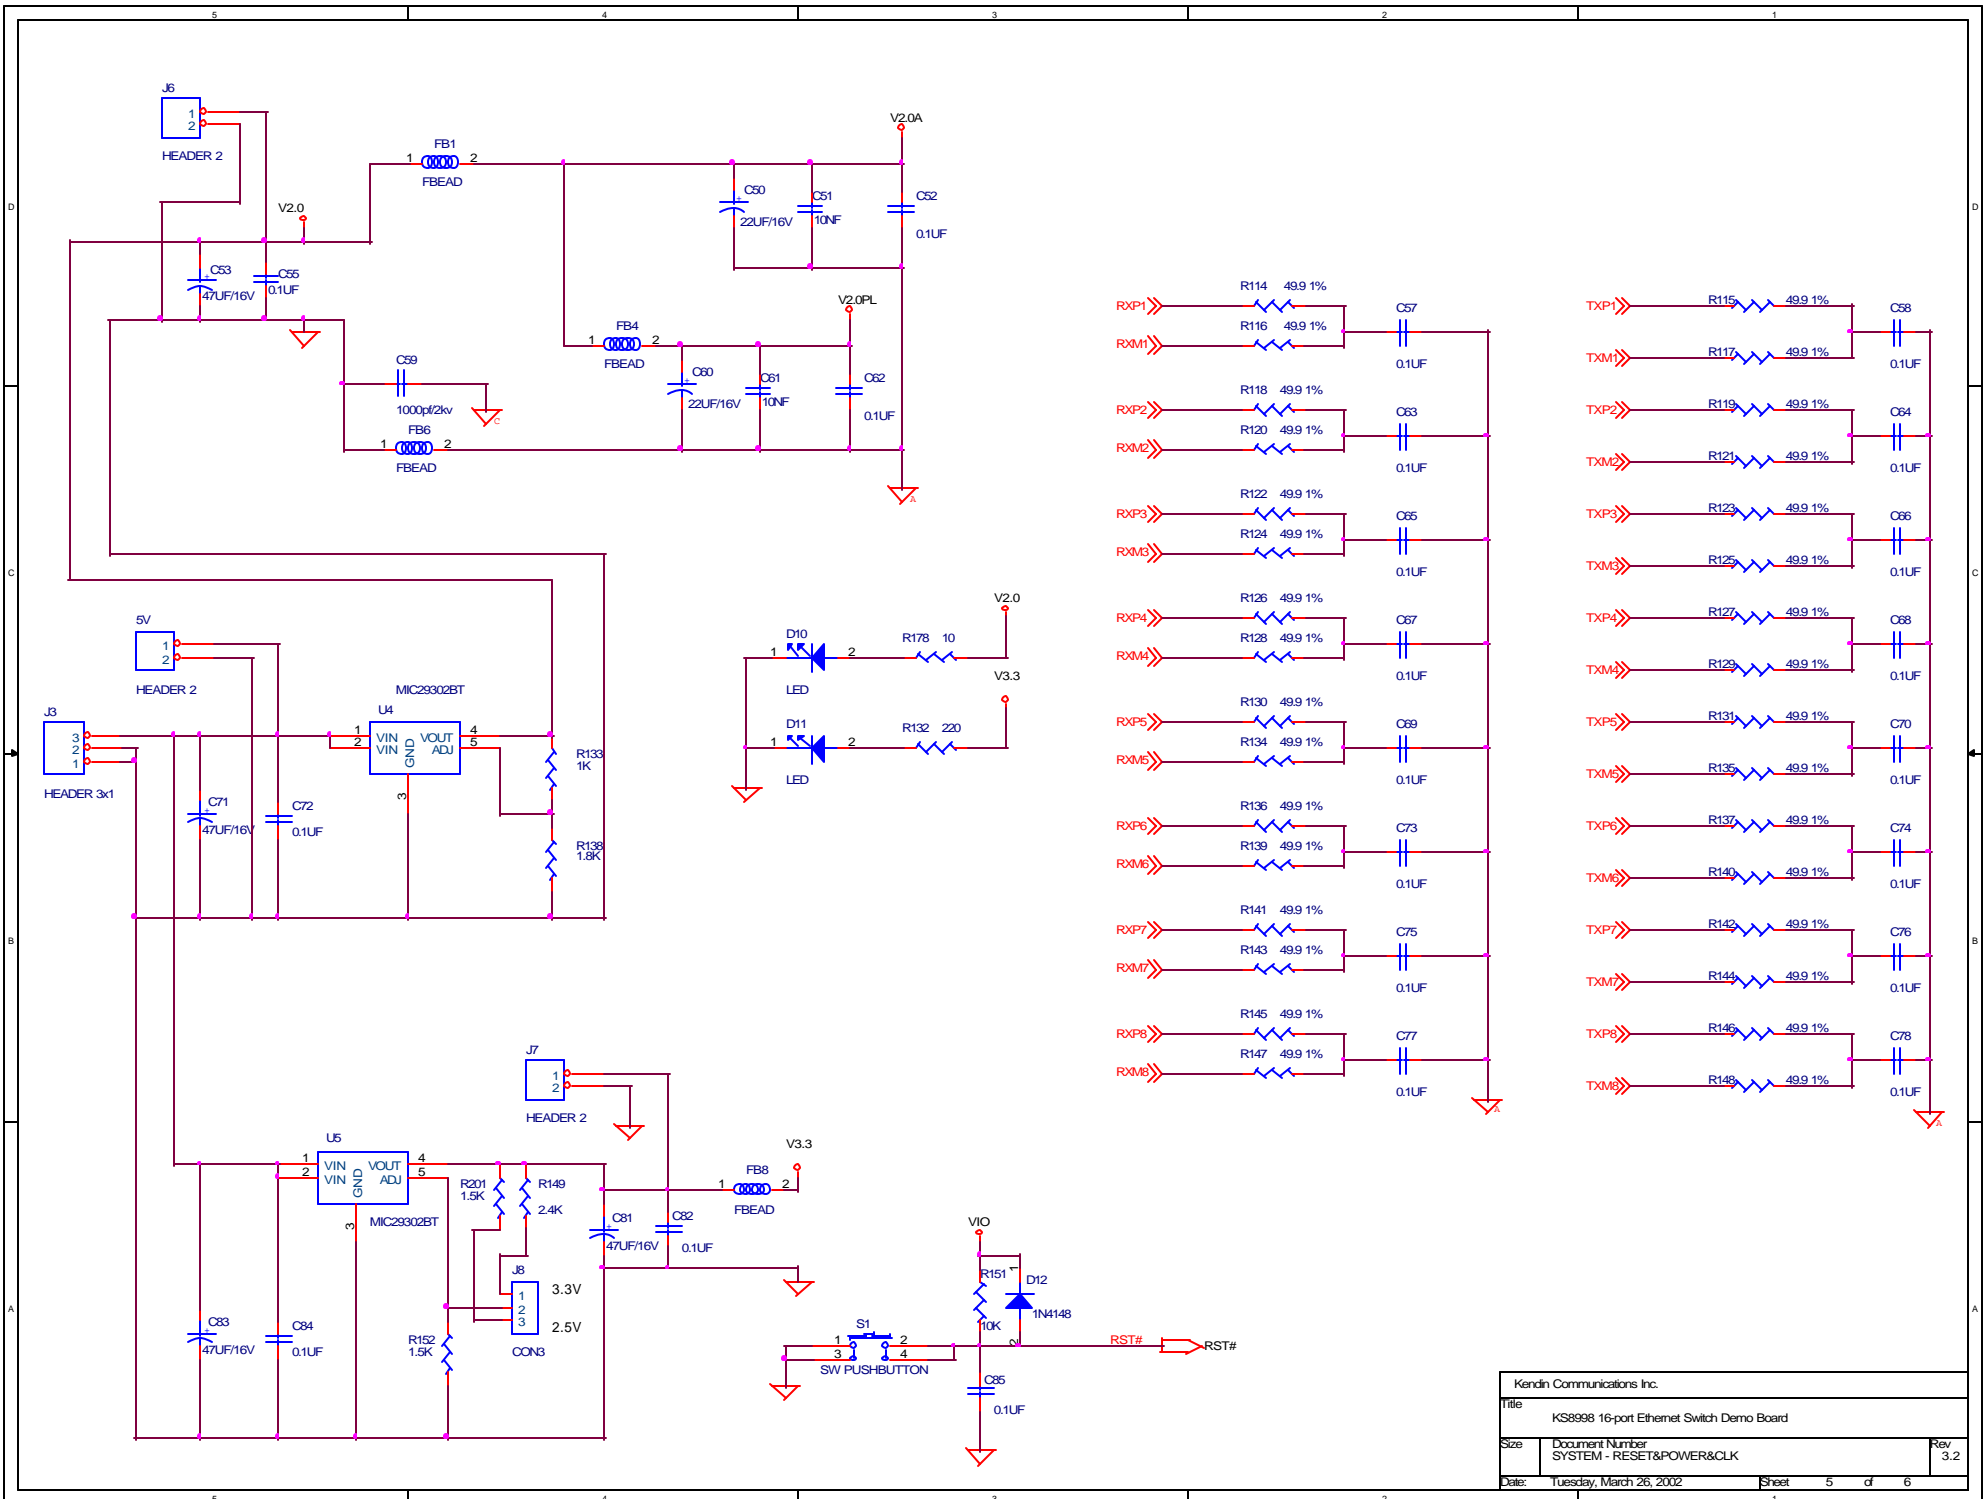 5 4 3 2 1
D
C
B
A
D
C
B
A
J6
1
2
HEADER 2
V2.0
C53
47UF/16V
C55
0.1UF
FB1
1 2
FBEAD
V2.0A
C50
22UF/16V
C51
10NF
C52
0.1UF
V2.0PL
FB4
1 2
FBEAD
C60
22UF/16V
C61
10NF
C62
0.1UF
C59
1000pf/2kv
C
FB6
1 2
FBEAD
A
5V
1
2
HEADER 2
J3
3
2
1
HEADER 3x1
MIC29302BT
U4
1 VIN VOUT 4
2 VIN ADJ 5
GND
3
R133
1K
R138
1.8K
C71
47UF/16V
C72
0.1UF
D10
1 2
LED
R178 10
V2.0
D11
1 2
LED
R132 220
V3.3
J7
1
2
HEADER 2
U5
1 VIN VOUT 4
2 VIN ADJ 5
GND
3
MIC29302BT
R201
1.5K
R149
2.4K
C81
47UF/16V
C82
0.1UF
FB8
1 2
FBEAD
V3.3
J8
1
2
3
3.3V
2.5V
CON3
R152
1.5K
C83
47UF/16V
C84
0.1UF
VIO
R151
10K
1
D12
1N4148
2
S1
1 2
3 4
SW PUSHBUTTON
RST# RST#
C85
0.1UF
RXP1 R114 49.9 1%
RXM1 R116 49.9 1%
C57
0.1UF
RXP2 R118 49.9 1%
RXM2 R120 49.9 1%
C63
0.1UF
RXP3 R122 49.9 1%
RXM3 R124 49.9 1%
C65
0.1UF
RXP4 R126 49.9 1%
RXM4 R128 49.9 1%
C67
0.1UF
RXP5 R130 49.9 1%
RXM5 R134 49.9 1%
C69
0.1UF
RXP6 R136 49.9 1%
RXM6 R139 49.9 1%
C73
0.1UF
RXP7 R141 49.9 1%
RXM7 R143 49.9 1%
C75
0.1UF
RXP8 R145 49.9 1%
RXM8 R147 49.9 1%
C77
0.1UF
A
TXP1 R115 49.9 1%
TXM1 R117 49.9 1%
C58
0.1UF
TXP2 R119 49.9 1%
TXM2 R121 49.9 1%
C64
0.1UF
TXP3 R123 49.9 1%
TXM3 R125 49.9 1%
C66
0.1UF
TXP4 R127 49.9 1%
TXM4 R129 49.9 1%
C68
0.1UF
TXP5 R131 49.9 1%
TXM5 R135 49.9 1%
C70
0.1UF
TXP6 R137 49.9 1%
TXM6 R140 49.9 1%
C74
0.1UF
TXP7 R142 49.9 1%
TXM7 R144 49.9 1%
C76
0.1UF
TXP8 R146 49.9 1%
TXM8 R148 49.9 1%
C78
0.1UF
A
Kendin Communications Inc.
Title
KS8998 16-port Ethernet Switch Demo Board
Size Document Number Rev
SYSTEM - RESET&POWER&CLK 3.2
Date: Tuesday, March 26, 2002 Sheet 5 of 6
5 4 3 2 1